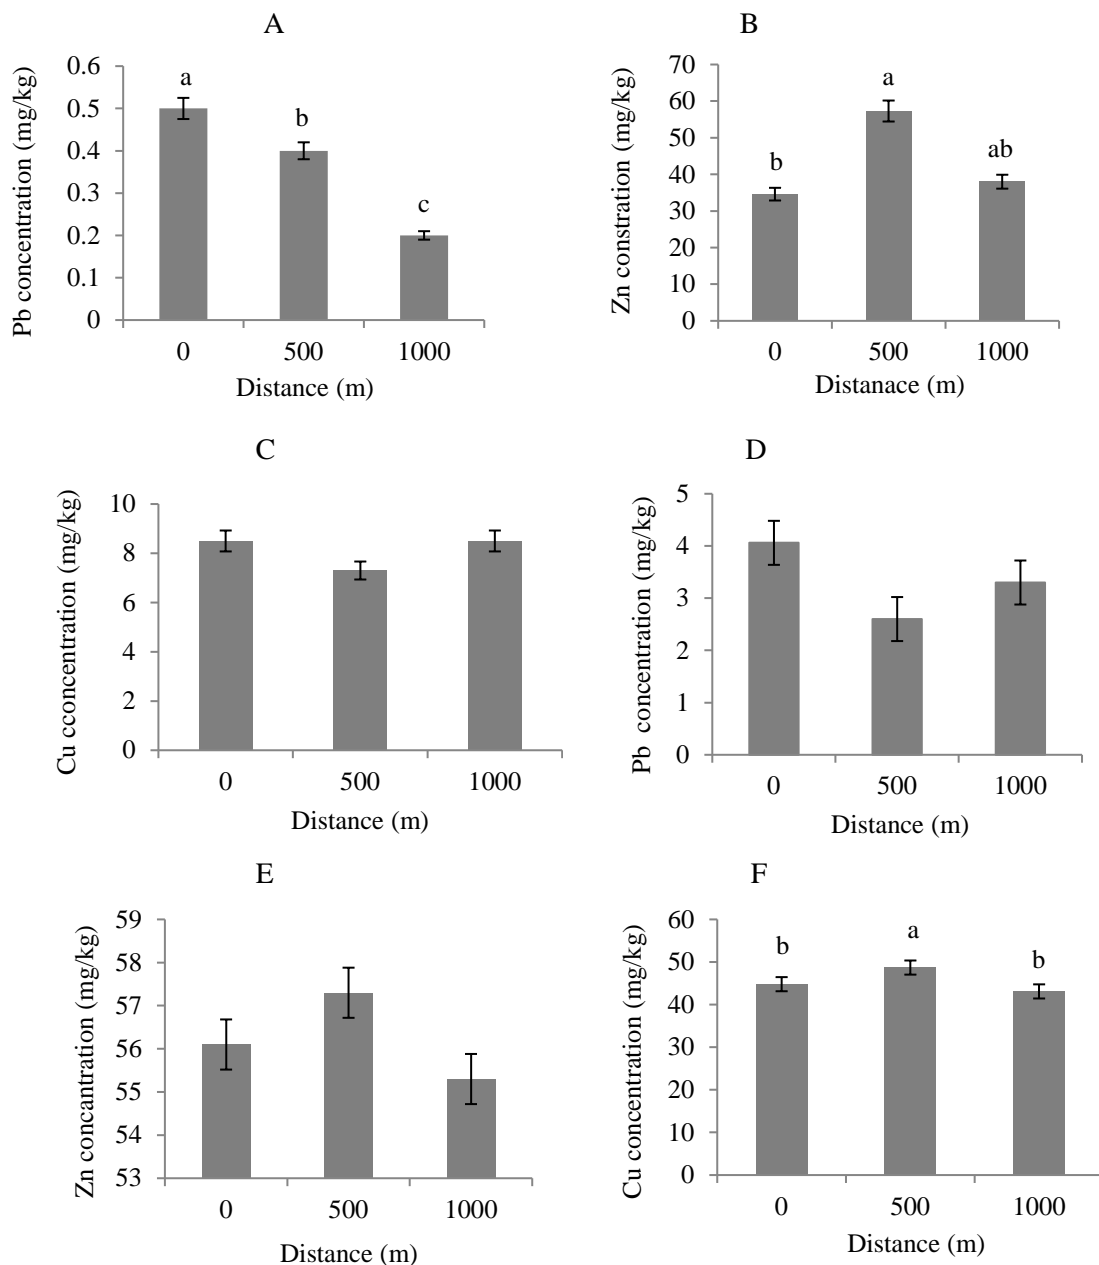 A
Pb concentration (mg/kg)
0.6
0.5
0.4
0.3
0.2
0.1
0
a
b
c
0 500 1000
Distance (m)
B
Zn constration (mg/kg)
70
60
50
40
30
20
10
0
b
a
ab
0 500 1000
Distanace (m)
C
Cu cconcentration (mg/kg)
10
8
6
4
2
0
0 500 1000
Distance (m)
D
Pb concentration (mg/kg)
5
4
3
2
1
0
0 500 1000
Distance (m)
E
Zn concantration (mg/kg)
59
58
57
56
55
54
53
0 500 1000
Distance (m)
F
Cu concentration (mg/kg)
60
50
40
30
20
10
0
b
a
b
0 500 1000
Distance (m)